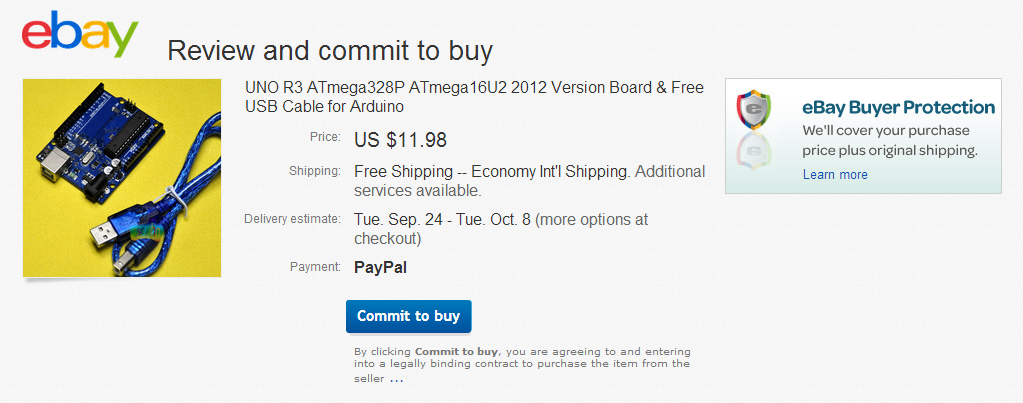 ebay
Review and commit to buy
UNO R3 ATmega328P ATmega16U2 2012 Version Board & Free
USB Cable for Arduino
Price: US $11.98
Shipping: Free Shipping -- Economy Int'l Shipping. Additional
services available.
Delivery estimate: Tue. Sep. 24 - Tue. Oct. 8 (more options at
checkout)
Payment: PayPal
Commit to buy
By clicking Commit to buy, you are agreeing to and entering
into a legally binding contract to purchase the item from the
seller ...
e
eBay Buyer Protection
We'll cover your purchase
price plus original shipping.
Learn more